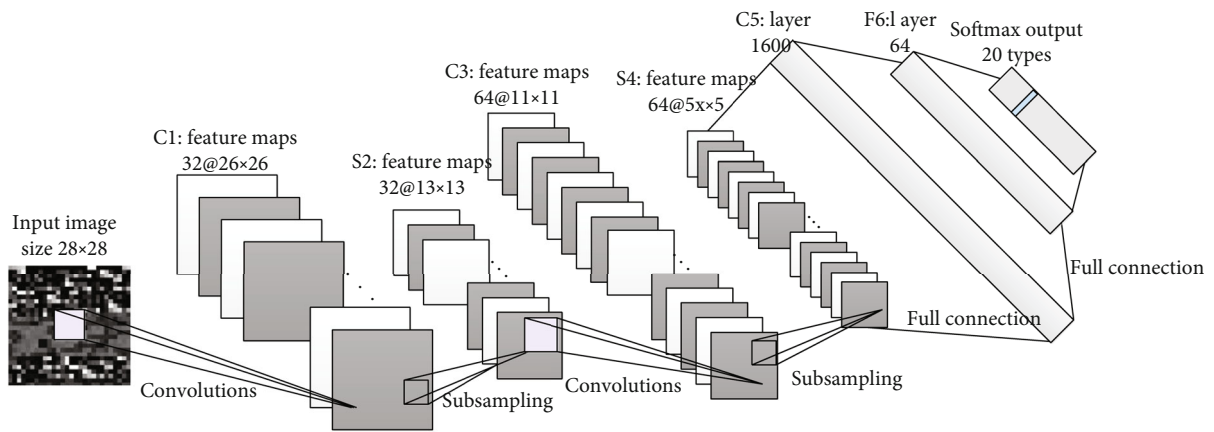 Input image
size 28×28
C1: feature maps
32@26×26
S2: feature maps
32@13×13
C3: feature maps
64@11×11
S4: feature maps
64@5x×5
C5: layer
1600
F6:l ayer
64
Softmax output
20 types
Convolutions
Subsampling
Convolutions
Subsampling
Full connection
Full connection